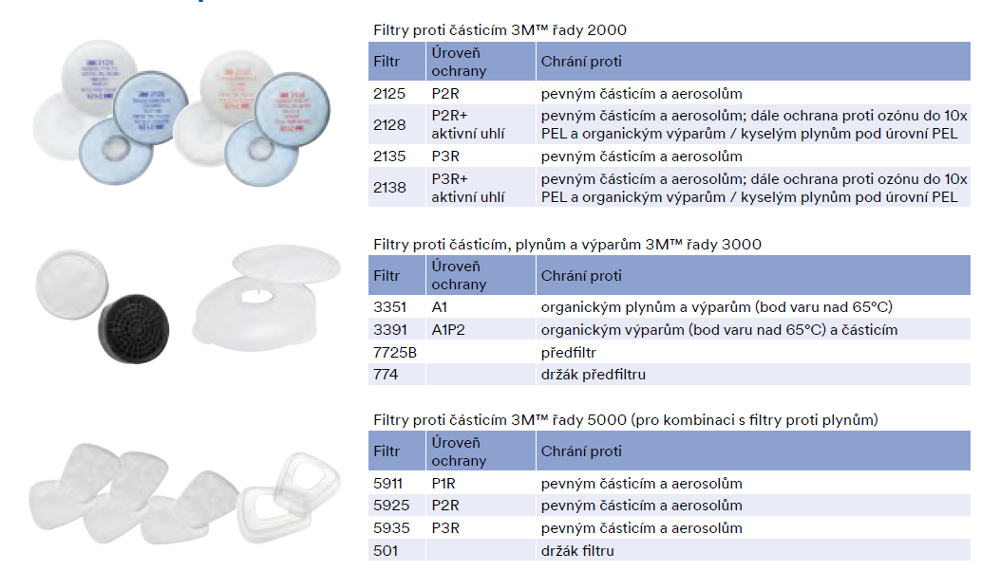 Filtry proti částicím 3M™ řady 2000
Filtr Úroveň ochrany Chrání proti
2125 P2R pevným částicím a aerosolům
2128 P2R+ aktivní uhlí pevným částicím a aerosolům; dále ochrana proti ozónu do 10x
PEL a organickým výparům / kyselým plynům pod úrovní PEL
2135 P3R pevným částicím a aerosolům
2138 P3R+ aktivní uhlí pevným částicím a aerosolům; dále ochrana proti ozónu do 10x
PEL a organickým výparům / kyselým plynům pod úrovní PEL
Filtry proti částicím, plynům a výparům 3M™ řady 3000
Filtr Úroveň ochrany Chrání proti
3351 A1 organickým plynům a výparům (bod varu nad 65°C)
3391 A1P2 organickým výparům (bod varu nad 65°C) a částicím
7725B předfiltr
774 držák předfiltru
Filtry proti částicím 3M™ řady 5000 (pro kombinaci s filtry proti plynům)
Filtr Úroveň ochrany Chrání proti
5911 P1R pevným částicím a aerosolům
5925 P2R pevným částicím a aerosolům
5935 P3R pevným částicím a aerosolům
501 držák filtru